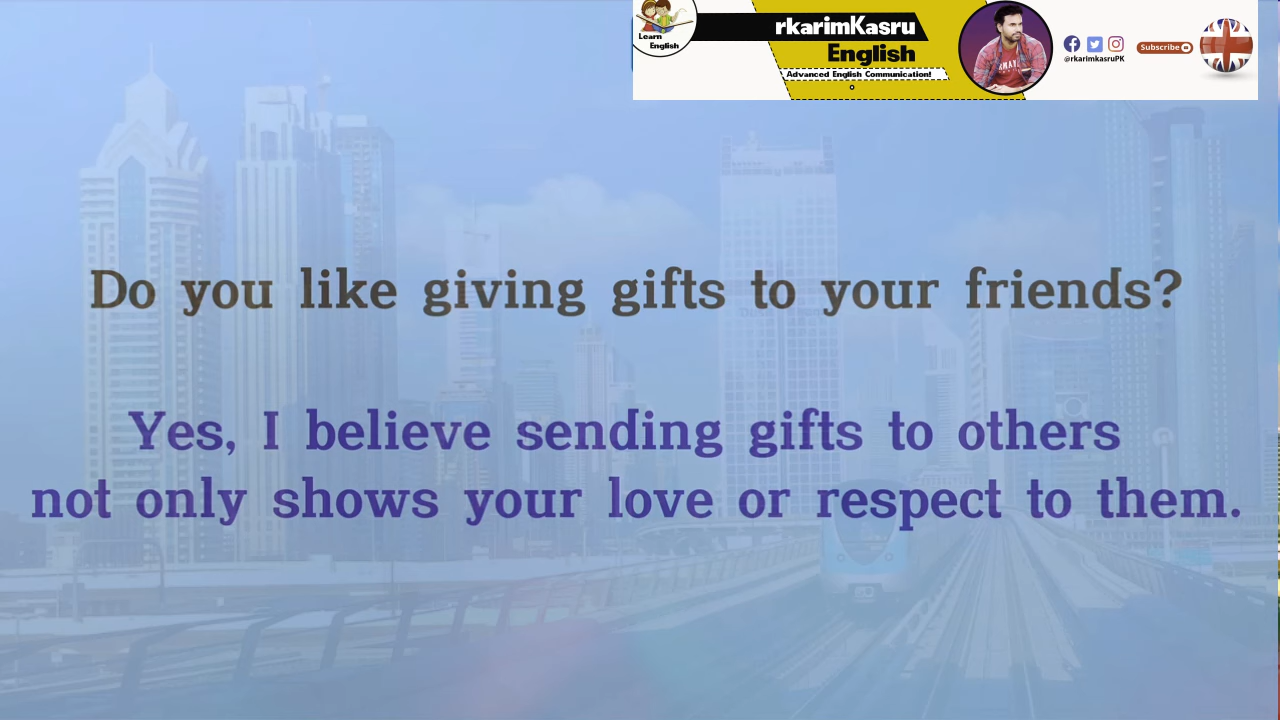 Learn
English
rkarimKasru
English
Advanced English Communication!
@rkarimkasruPK
Subscribe
Do you like giving gifts to your friends?
Yes, I believe sending gifts to others
not only shows your love or respect to them.